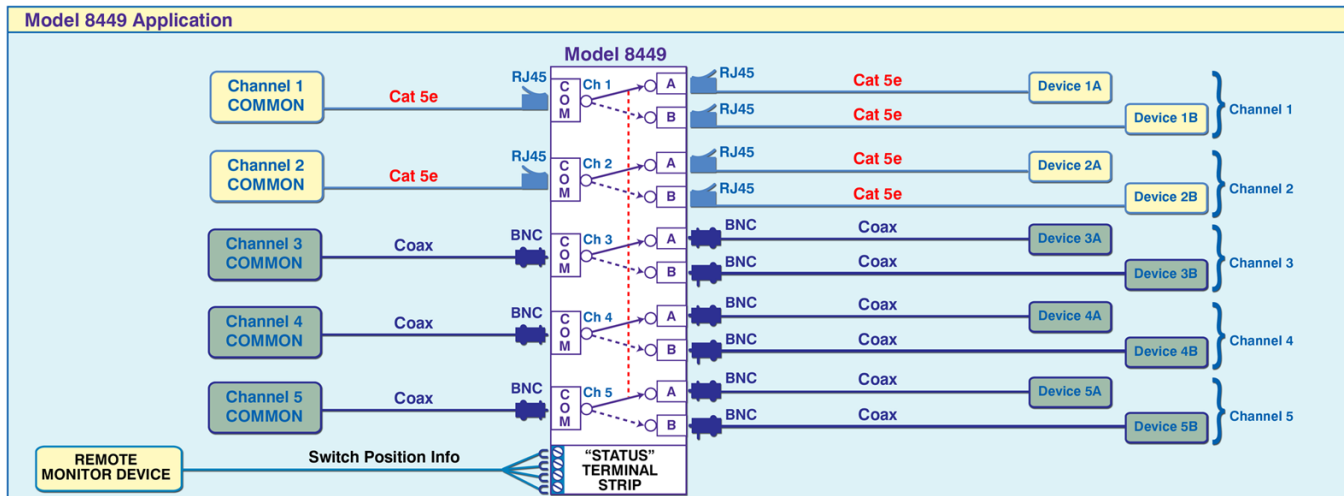 Model 8449 Application
Model 8449
Channel 1
COMMON
Cat 5e
RJ45
COM
Ch 1
A
B
RJ45
Cat 5e
Device 1A
RJ45
Cat 5e
Device 1B
Channel 1
Channel 2
COMMON
Cat 5e
RJ45
COM
Ch 2
A
B
RJ45
Cat 5e
Device 2A
RJ45
Cat 5e
Device 2B
Channel 2
Channel 3
COMMON
Coax
BNC
COM
Ch 3
A
B
BNC
Coax
Device 3A
BNC
Coax
Device 3B
Channel 3
Channel 4
COMMON
Coax
BNC
COM
Ch 4
A
B
BNC
Coax
Device 4A
BNC
Coax
Device 4B
Channel 4
Channel 5
COMMON
Coax
BNC
COM
Ch 5
A
B
BNC
Coax
Device 5A
BNC
Coax
Device 5B
Channel 5
REMOTE
MONITOR DEVICE
Switch Position Info
“STATUS”
TERMINAL
STRIP